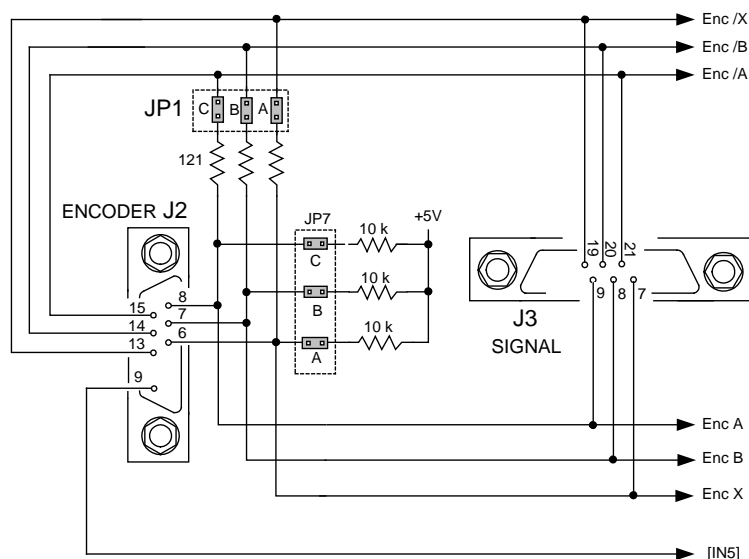 Enc /X
Enc /B
Enc /A
JP1
C
B
A
121
ENCODER J2
JP7
10 k
+5V
C
10 k
B
10 k
A
15
8
14
7
13
6
9
19
20
21
9
8
7
J3
SIGNAL
Enc A
Enc B
Enc X
[IN5]